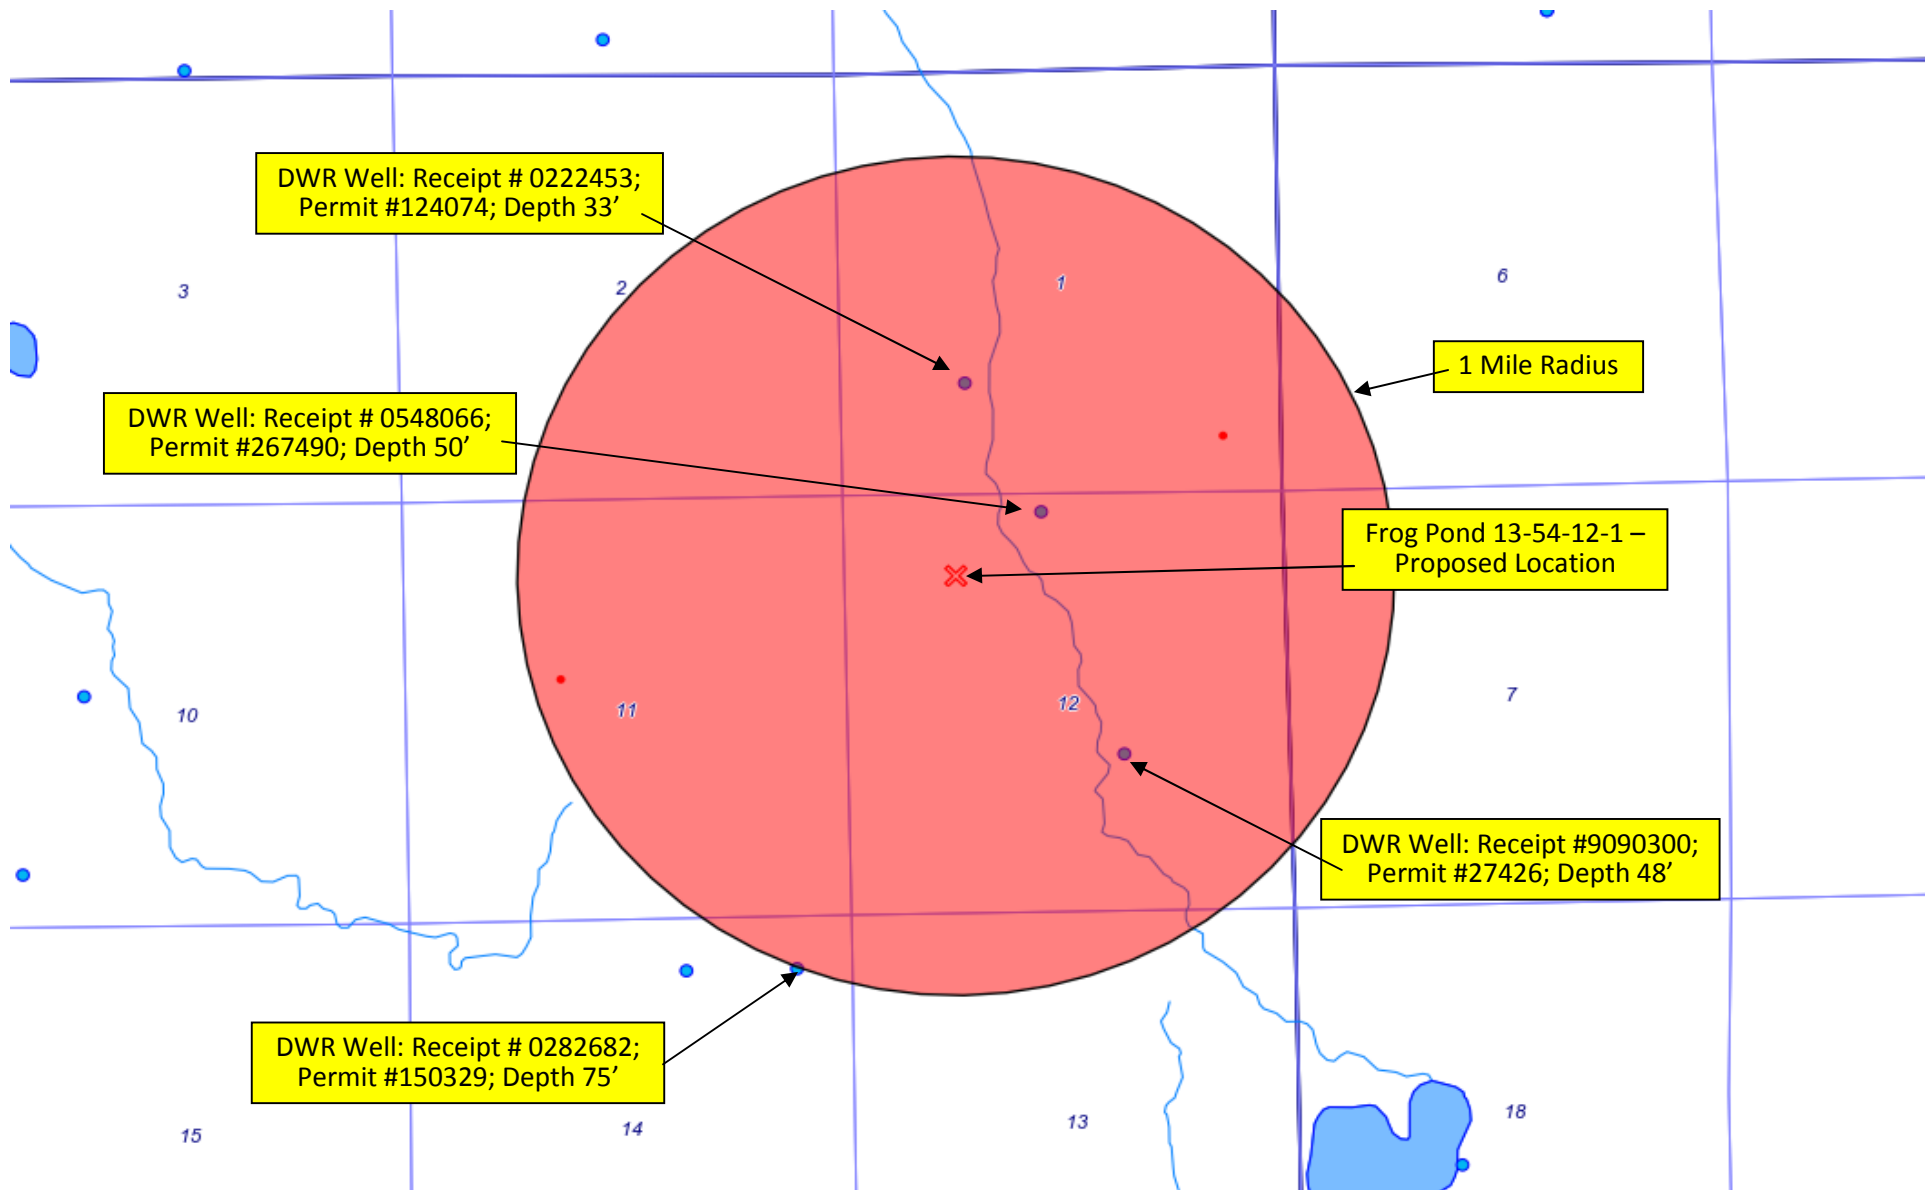 DWR Well: Receipt # 0222453;
Permit #124074; Depth 33’
3
2
1
6
1 Mile Radius
DWR Well: Receipt # 0548066;
Permit #267490; Depth 50’
Frog Pond 13-54-12-1 –
Proposed Location
10
11
12
7
DWR Well: Receipt #9090300;
Permit #27426; Depth 48’
DWR Well: Receipt # 0282682;
Permit #150329; Depth 75’
15
14
13
18